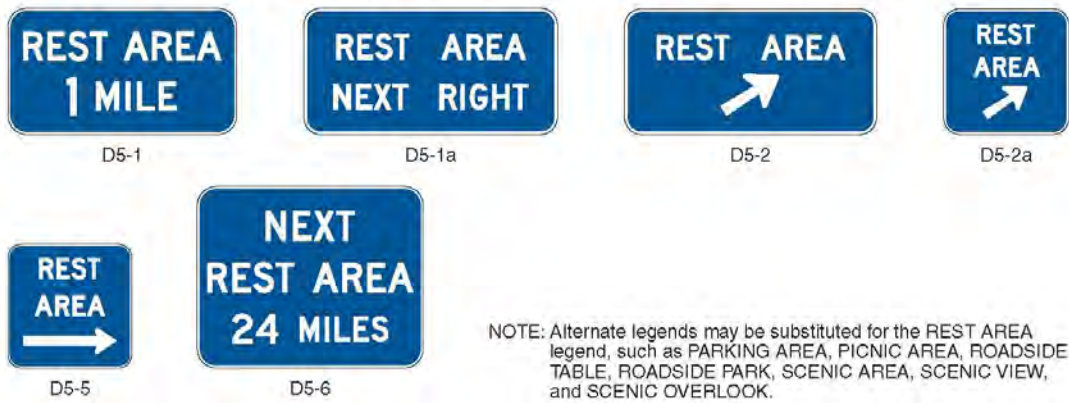 REST AREA
1 MILE
D5-1
REST AREA
NEXT RIGHT
D5-1a
REST AREA
D5-2
REST
AREA
D5-2a
REST
AREA
D5-5
NEXT
REST AREA
24 MILES
D5-6
NOTE: Alternate legends may be substituted for the REST AREA
legend, such as PARKING AREA, PICNIC AREA, ROADSIDE
TABLE, ROADSIDE PARK, SCENIC AREA, SCENIC VIEW,
and SCENIC OVERLOOK.